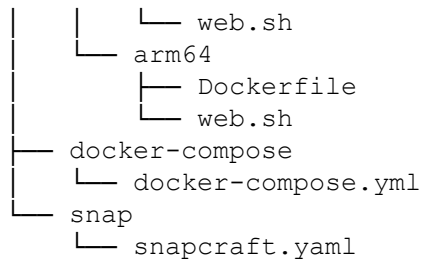 │   │   └── web.sh
│   └── arm64
│       ├── Dockerfile
│       └── web.sh
├── docker-compose
│   └── docker-compose.yml
└── snap
    └── snapcraft.yaml